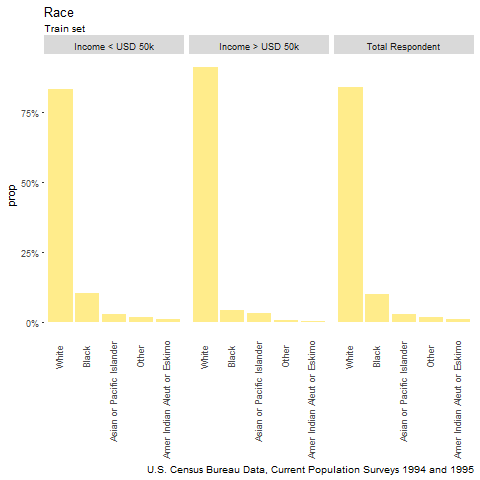 Race
Train set
Income < USD 50k
Income > USD 50k
Total Respondent
prop
75%
50%
25%
0%
White
Black
Asian or Pacific Islander
Other
Amer Indian Aleut or Eskimo
White
Black
Asian or Pacific Islander
Other
Amer Indian Aleut or Eskimo
White
Black
Asian or Pacific Islander
Other
Amer Indian Aleut or Eskimo
U.S. Census Bureau Data, Current Population Surveys 1994 and 1995